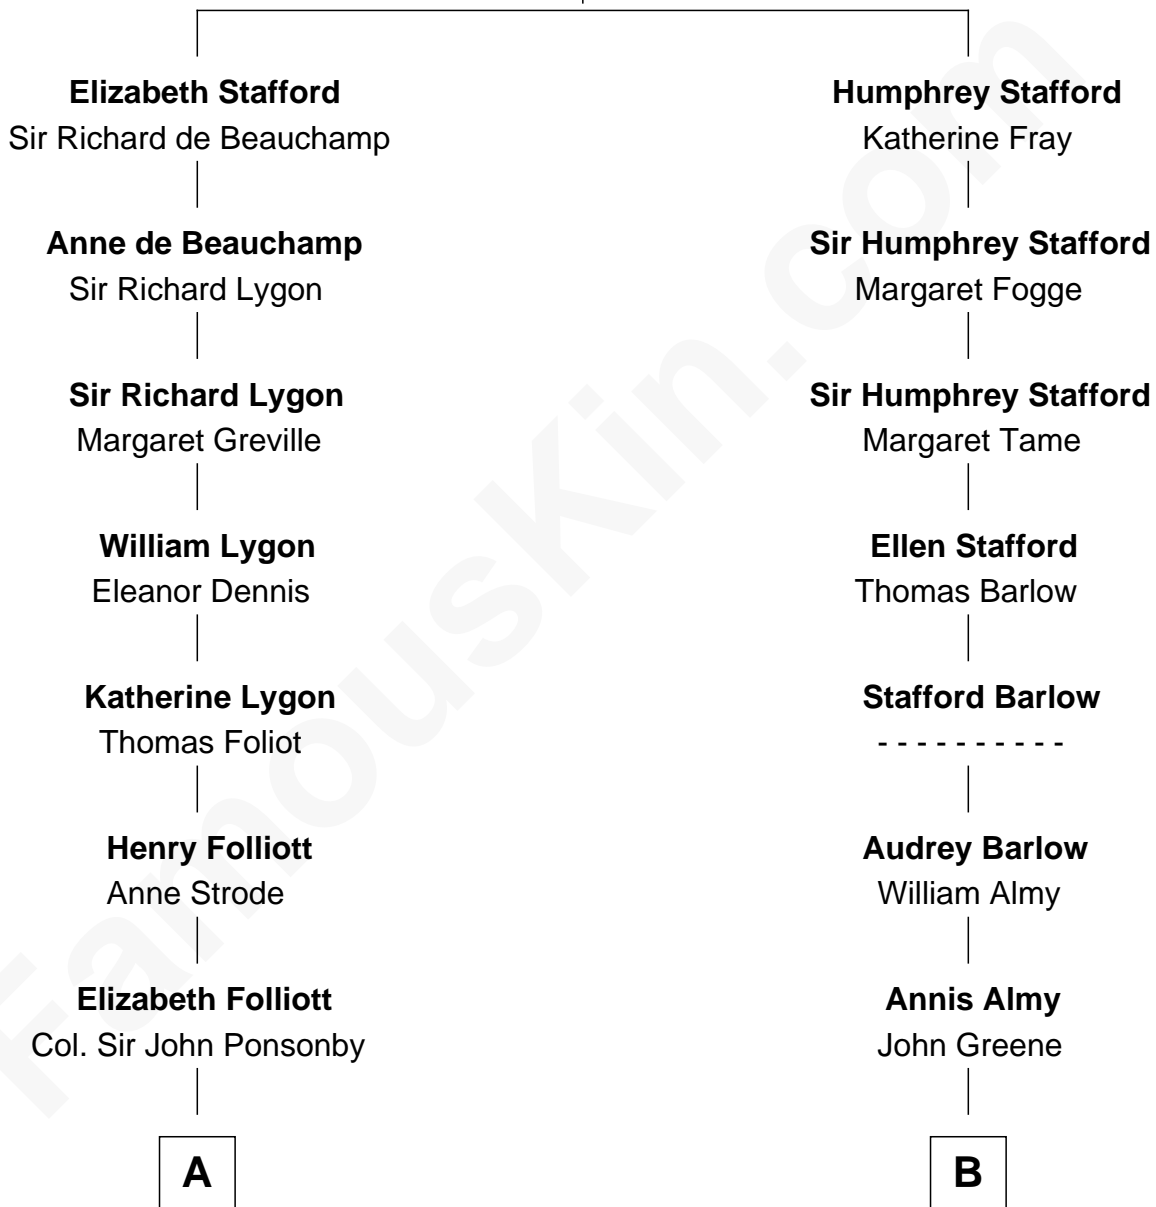 Elizabeth Stafford
Sir Richard de Beauchamp
Humphrey Stafford
Katherine Fray
Anne de Beauchamp
Sir Richard Lygon
Sir Humphrey Stafford
Margaret Fogge
Sir Richard Lygon
Margaret Greville
Sir Humphrey Stafford
Margaret Tame
William Lygon
Eleanor Dennis
Ellen Stafford
Thomas Barlow
Katherine Lygon
Thomas Foliot
Stafford Barlow
- - - - - - - - - -
Henry Folliott
Anne Strode
Audrey Barlow
William Almy
Elizabeth Folliott
Col. Sir John Ponsonby
Annis Almy
John Greene
A
B
FamousKin.com